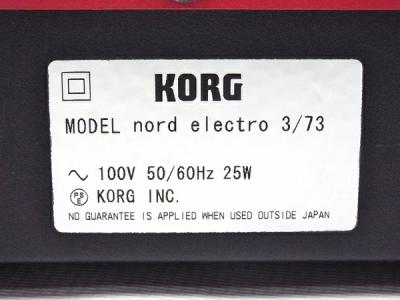 KORG
MODEL nord electro 3/73
~ 100V 50/60Hz 25W
PS E KORG INC.
NO GUARANTEE IS APPLIED WHEN USED OUTSIDE JAPAN.